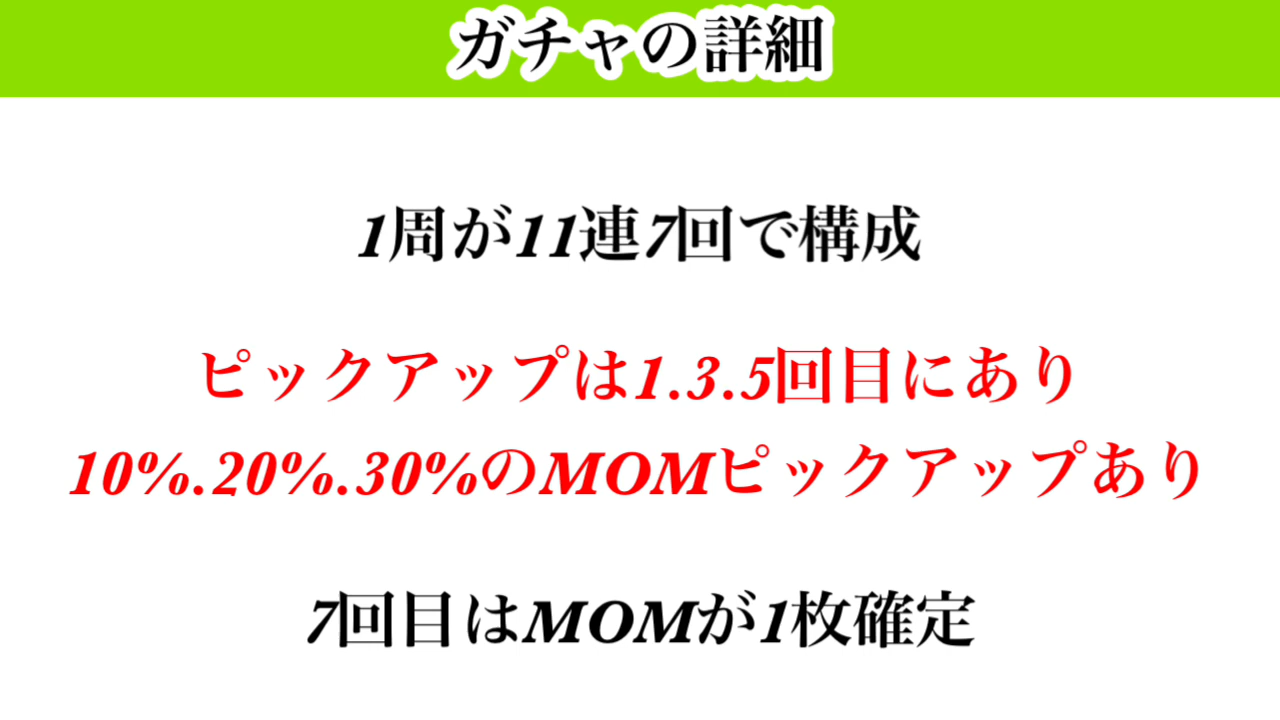 ガチャの詳細
1周が11連7回で構成
ピックアップは1.3.5回目にあり
10%.20%.30%のMOMピックアップあり
7回目はMOMが1枚確定